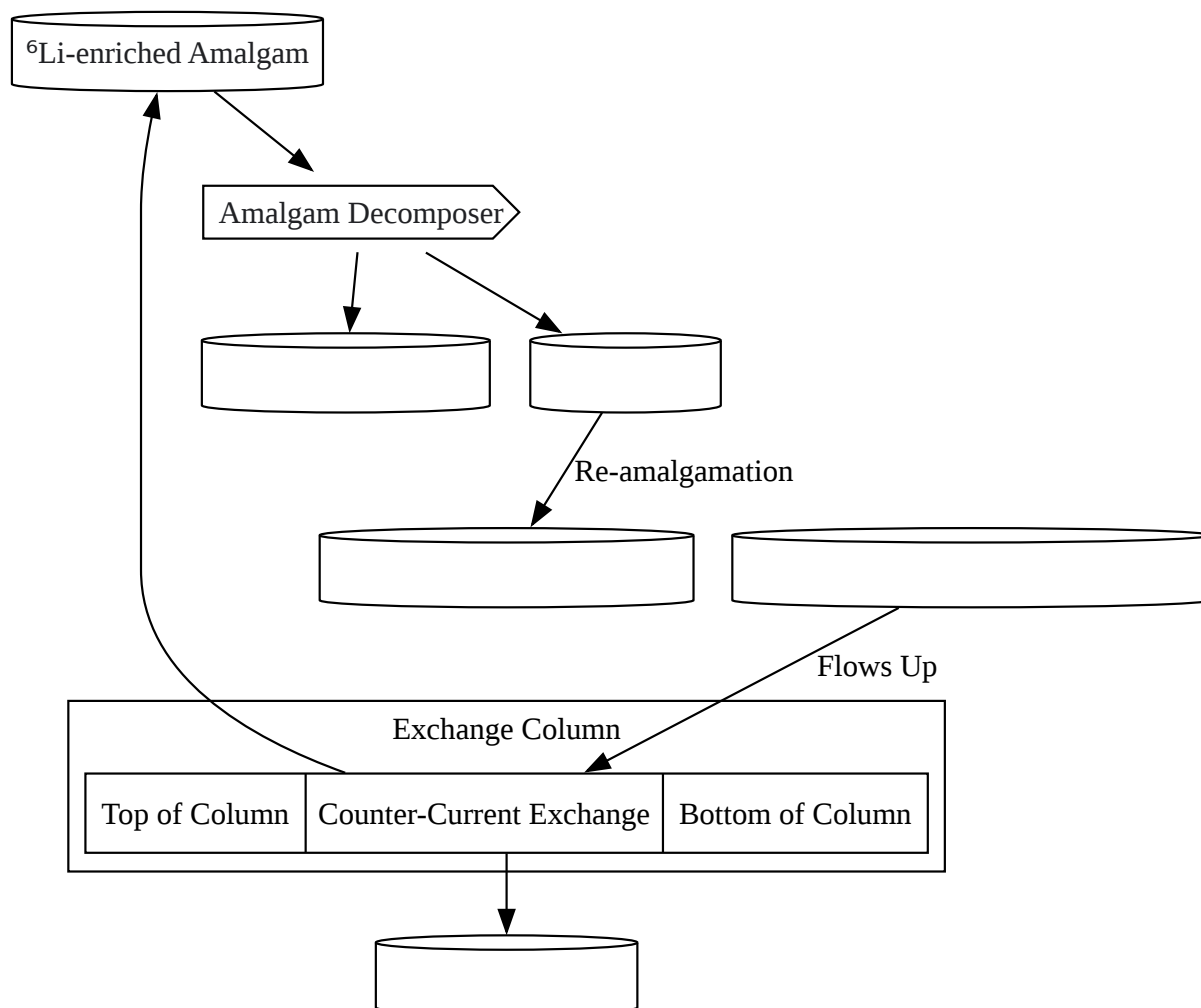 ⁶Li-enriched Amalgam
Amalgam Decomposer
Re-amalgamation
Flows Up
Exchange Column
Top of Column
Counter-Current Exchange
Bottom of Column